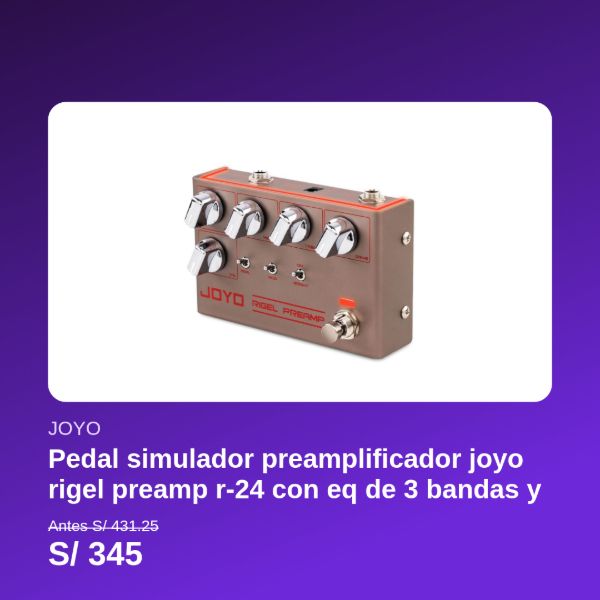 JOYO
RIGEL PREAMP
JOYO
Pedal simulador preamplificador joyo
rigel preamp r-24 con eq de 3 bandas y
Antes S/ 431.25
S/ 345